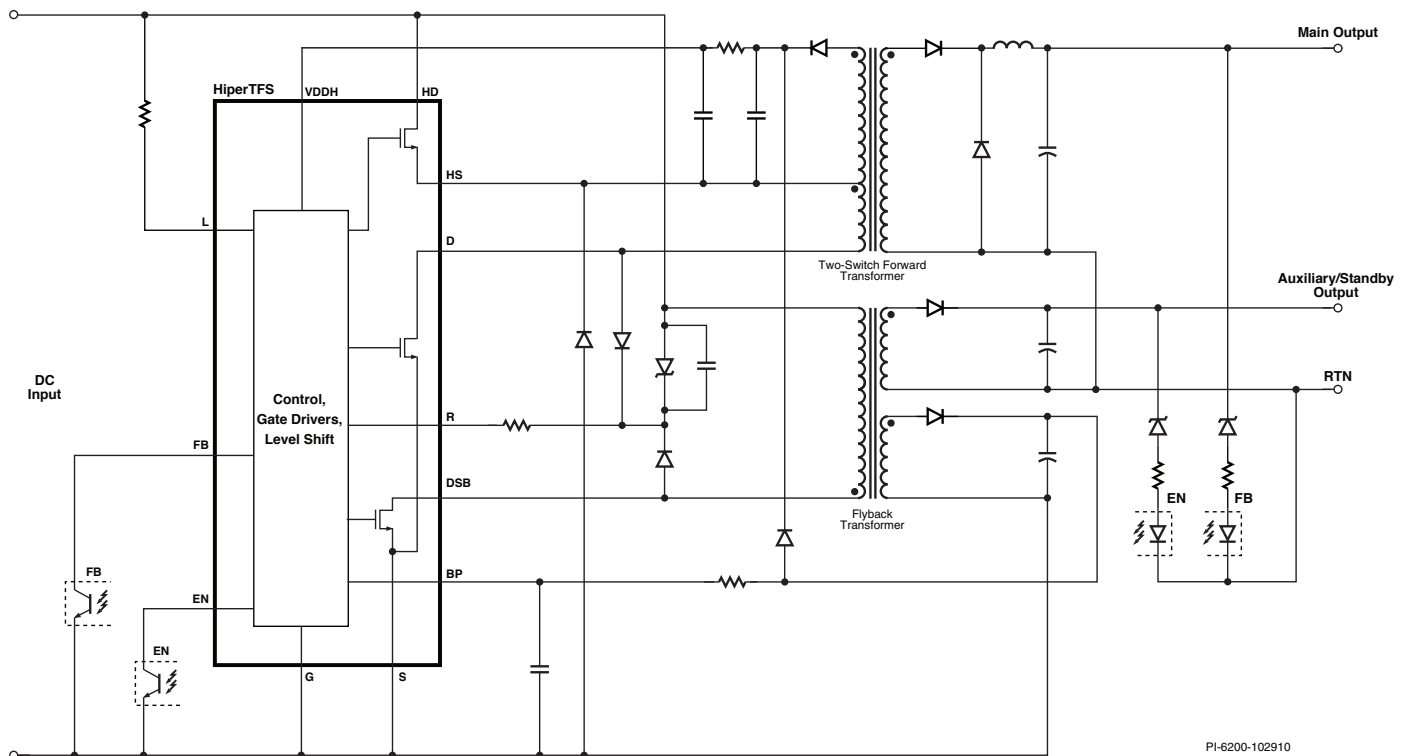 Main Output
HiperTFS
VDDH
HD
HS
L
D
Two-Switch Forward
Transformer
Auxiliary/Standby
Output
DC
Input
RTN
Control,
Gate Drivers,
Level Shift
R
FB
DSB
EN
FB
Flyback
Transformer
FB
BP
EN
EN
G
S
PI-6200-102910